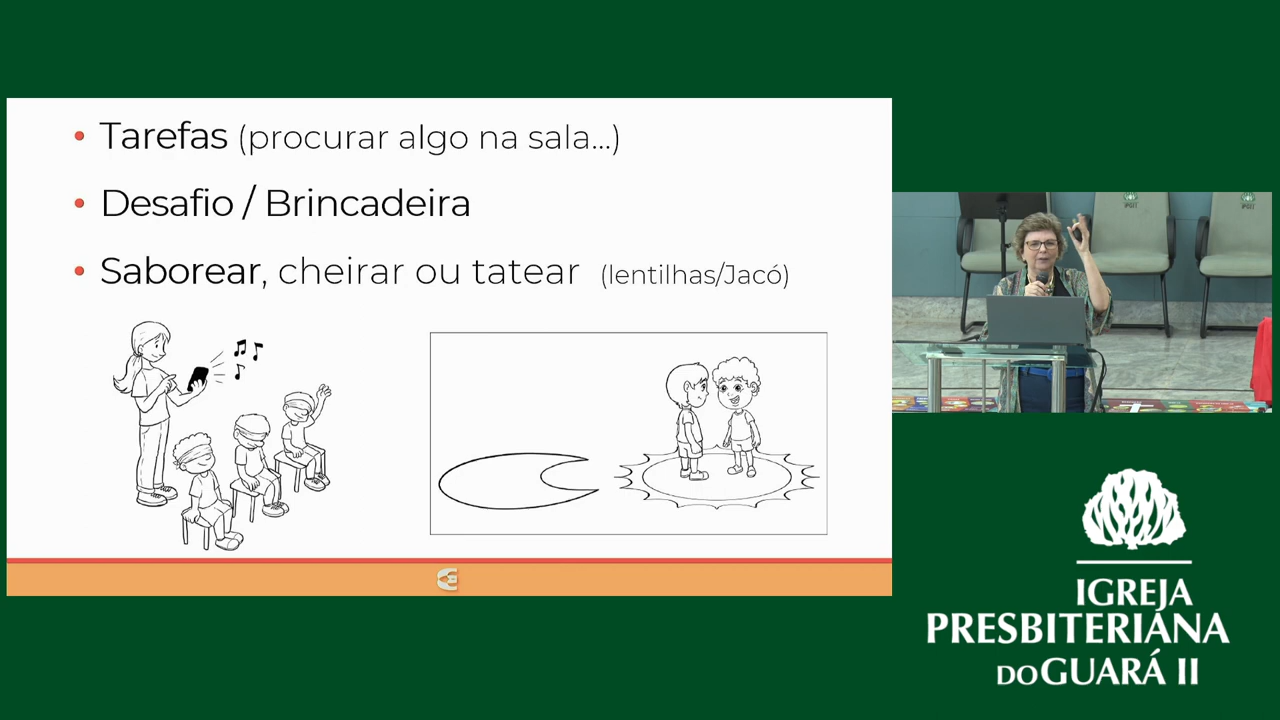 • Tarefas (procurar algo na sala...)
• Desafio / Brincadeira
• Saborear, cheirar ou tatear (lentilhas/Jacó)
IGREJA
PRESBITERIANA
DO GUARÁ II